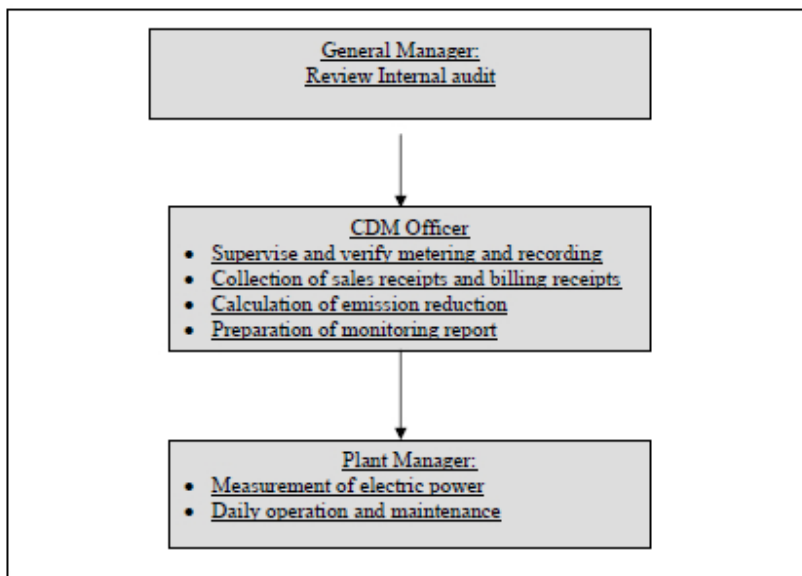 General Manager:
Review Internal audit
CDM Officer
• Supervise and verify metering and recording
• Collection of sales receipts and billing receipts
• Calculation of emission reduction
• Preparation of monitoring report
Plant Manager:
• Measurement of electric power
• Daily operation and maintenance